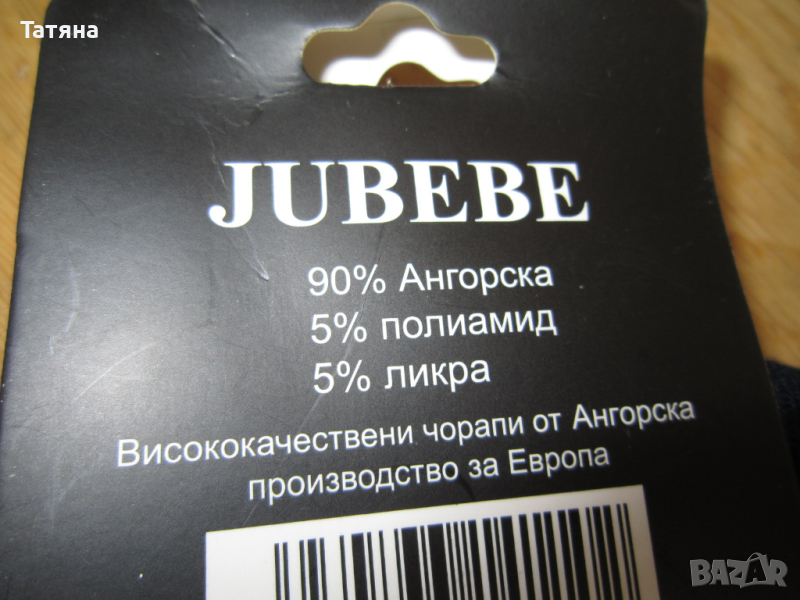 Татяна
JUBEBE
90% Ангорска
5% полиамид
5% ликра
Висококачествени чорапи от Ангорска
производство за Европа
BAZAR